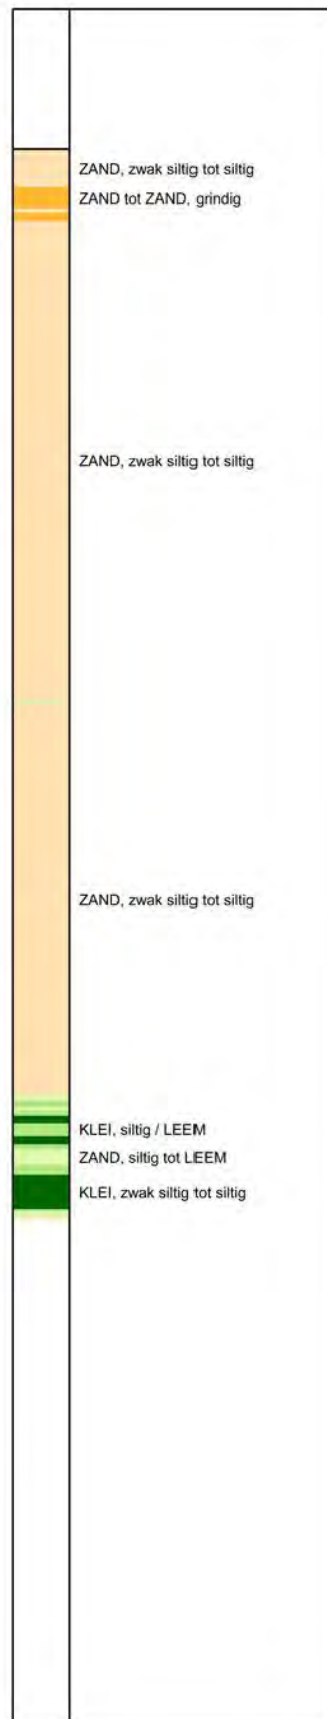 ZAND, zwak siltig tot siltig
ZAND tot ZAND, grindig
ZAND, zwak siltig tot siltig
ZAND, zwak siltig tot siltig
KLEI, siltig / LEEM
ZAND, siltig tot LEEM
KLEI, zwak siltig tot siltig